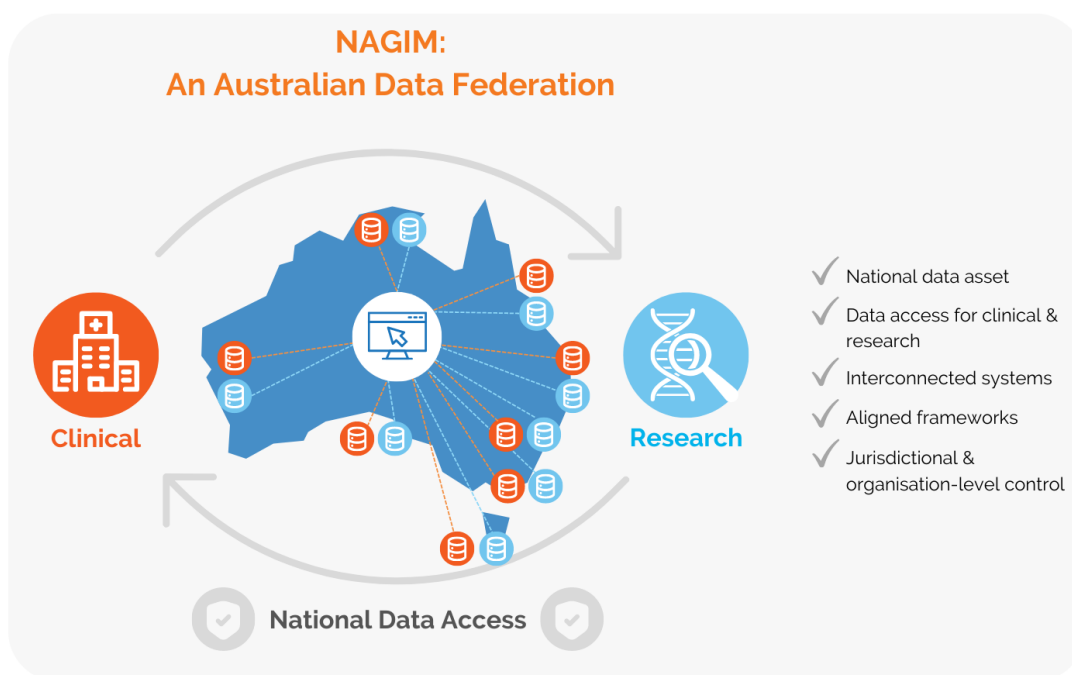 NAGIM:
An Australian Data Federation
Clinical
Research
National data asset
Data access for clinical &
research
Interconnected systems
Aligned frameworks
Jurisdictional &
organisation-level control
National Data Access